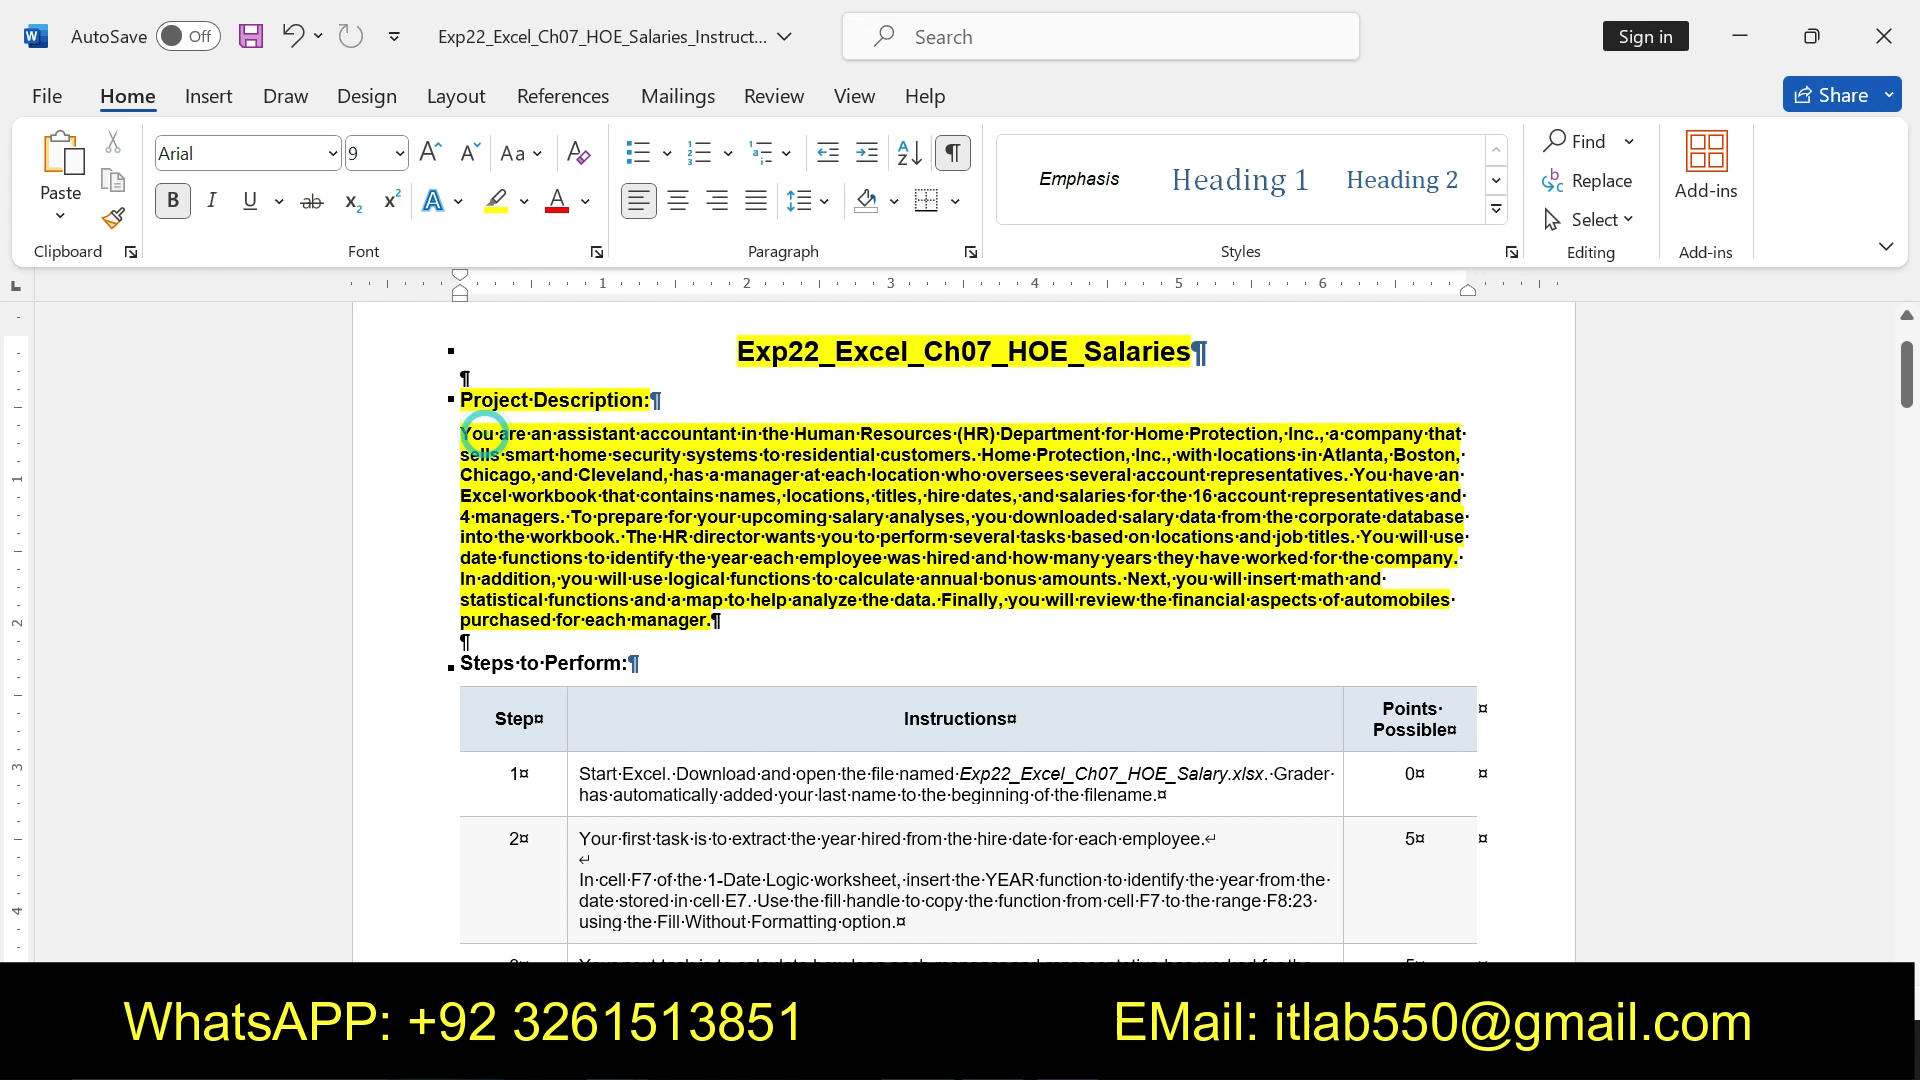 AutoSave Off Exp22_Excel_Ch07_HOE_Salaries_Instruct... Search Sign in
File Home Insert Draw Design Layout References Mailings Review View Help Share
Paste Arial 9 Aa Emphasis Heading 1 Heading 2 Find Replace Select Add-ins
Clipboard Font Paragraph Styles Editing Add-ins
1 2 3 4 5 6
Exp22_Excel_Ch07_HOE_Salaries¶
¶
Project·Description:¶
You·are·an·assistant·accountant·in·the·Human·Resources·(HR)·Department·for·Home·Protection,·Inc.,·a·company·that·
sells·smart·home·security·systems·to·residential·customers.·Home·Protection,·Inc.,·with·locations·in·Atlanta,·Boston,·
Chicago,·and·Cleveland,·has·a·manager·at·each·location·who·oversees·several·account·representatives.·You·have·an·
Excel·workbook·that·contains·names,·locations,·titles,·hire·dates,·and·salaries·for·the·16·account·representatives·and·
4·managers.·To·prepare·for·your·upcoming·salary·analyses,·you·downloaded·salary·data·from·the·corporate·database·
into·the·workbook.·The·HR·director·wants·you·to·perform·several·tasks·based·on·locations·and·job·titles.·You·will·use·
date·functions·to·identify·the·year·each·employee·was·hired·and·how·many·years·they·have·worked·for·the·company.·
In·addition,·you·will·use·logical·functions·to·calculate·annual·bonus·amounts.·Next,·you·will·insert·math·and·
statistical·functions·and·a·map·to·help·analyze·the·data.·Finally,·you·will·review·the·financial·aspects·of·automobiles·
purchased·for·each·manager.¶
¶
Steps·to·Perform:¶
Step¤ Instructions¤ Points·
Possible¤ ¤
1¤ Start·Excel.·Download·and·open·the·file·named·Exp22_Excel_Ch07_HOE_Salary.xlsx.·Grader· 0¤ ¤
has·automatically·added·your·last·name·to·the·beginning·of·the·filename.¤
2¤ Your·first·task·is·to·extract·the·year·hired·from·the·hire·date·for·each·employee.↵ 5¤ ¤
↵
In·cell·F7·of·the·1-Date·Logic·worksheet,·insert·the·YEAR·function·to·identify·the·year·from·the·
date·stored·in·cell·E7.·Use·the·fill·handle·to·copy·the·function·from·cell·F7·to·the·range·F8:23·
using·the·Fill·Without·Formatting·option.¤
WhatsAPP: +92 3261513851 EMail: itlab550@gmail.com